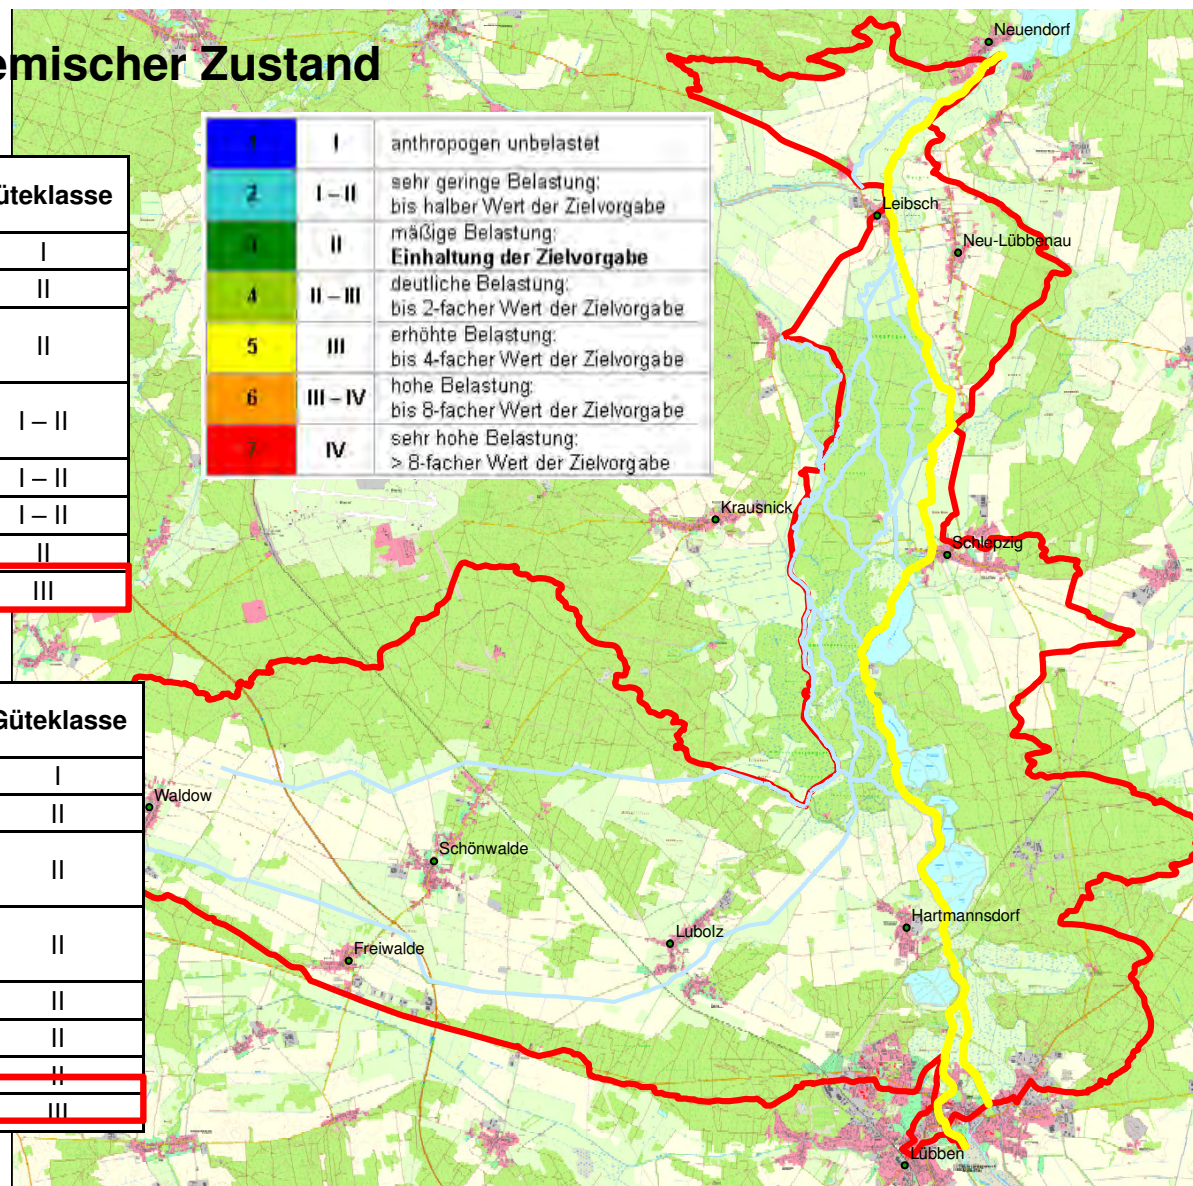 emischer Zustand
1 I anthropogen unbelastet
2 I – II sehr geringe Belastung:
bis halber Wert der Zielvorgabe
3 II mäßige Belastung:
Einhaltung der Zielvorgabe
4 II – III deutliche Belastung:
bis 2-facher Wert der Zielvorgabe
5 III erhöhte Belastung:
bis 4-facher Wert der Zielvorgabe
6 III – IV hohe Belastung:
bis 8-facher Wert der Zielvorgabe
7 IV sehr hohe Belastung:
> 8-facher Wert der Zielvorgabe
üteklasse
I
II
II
I – II
I – II
I – II
II
III
Güteklasse
I
II
II
II
II
II
II
III
Neuendorf
Leibsch
Neu-Lübbenau
Krausnick
Schlepzig
Waldow
Schönwalde
Hartmannsdorf
Lubolz
Freiwalde
Lübben